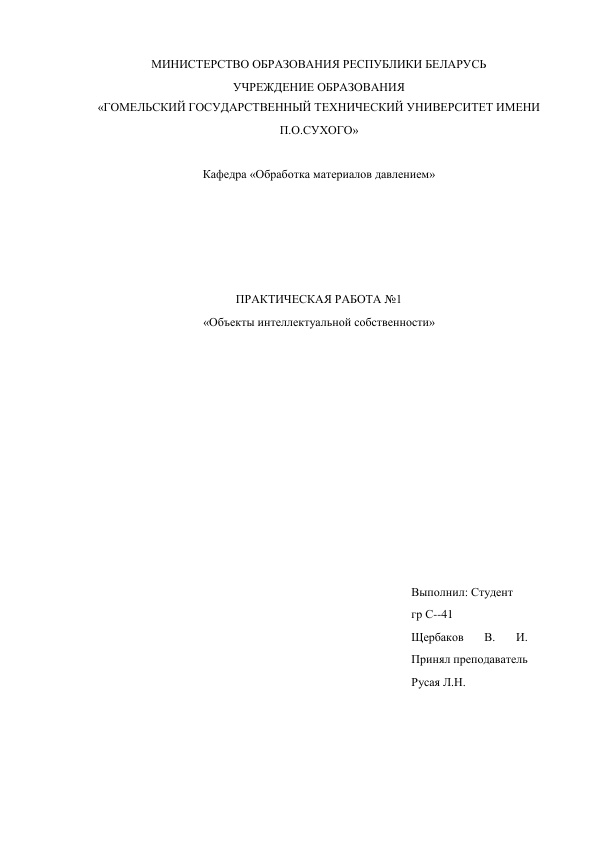 МИНИСТЕРСТВО ОБРАЗОВАНИЯ РЕСПУБЛИКИ БЕЛАРУСЬ
УЧРЕЖДЕНИЕ ОБРАЗОВАНИЯ
«ГОМЕЛЬСКИЙ ГОСУДАРСТВЕННЫЙ ТЕХНИЧЕСКИЙ УНИВЕРСИТЕТ ИМЕНИ
П.О.СУХОГО»
Кафедра «Обработка материалов давлением»
ПРАКТИЧЕСКАЯ РАБОТА №1
«Объекты интеллектуальной собственности»
Выполнил: Студент
гр С--41
Щербаков В. И.
Принял преподаватель
Русая Л.Н.